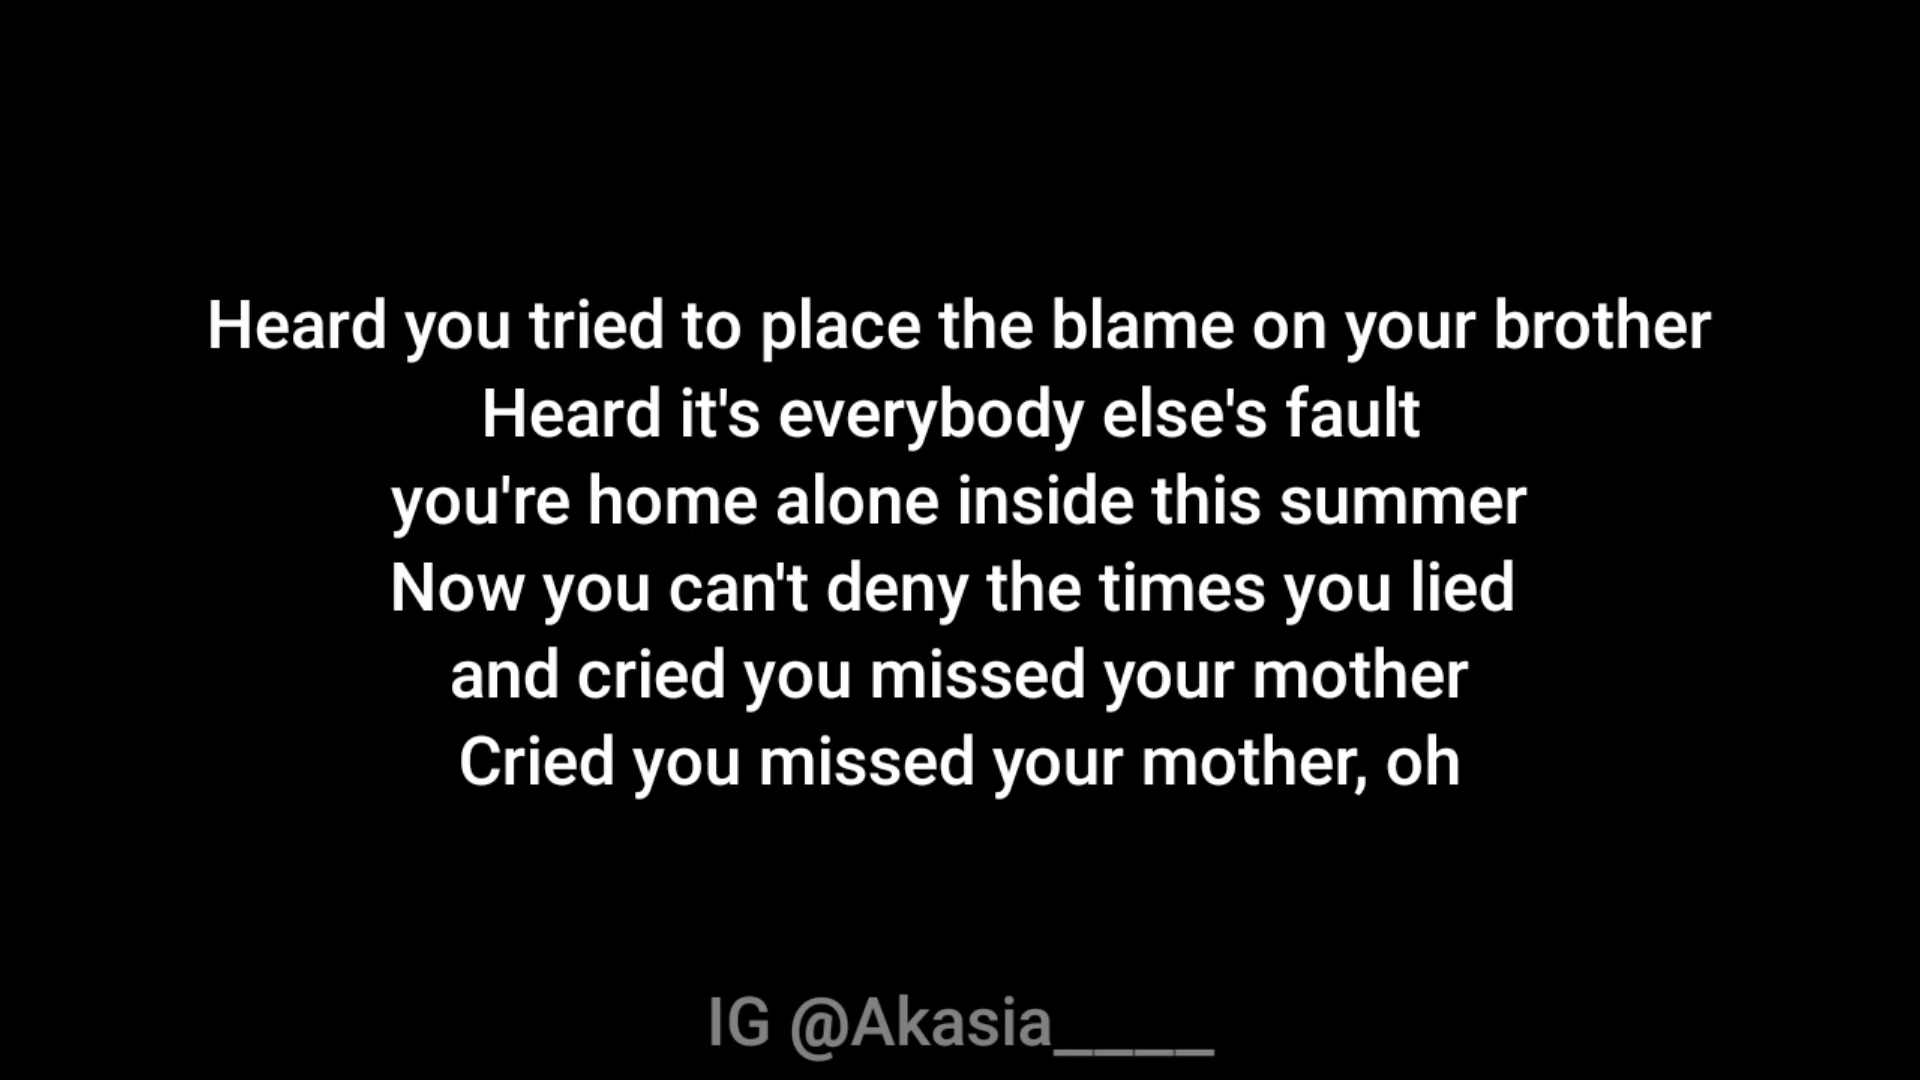 Heard you tried to place the blame on your brother
Heard it's everybody else's fault
you're home alone inside this summer
Now you can't deny the times you lied
and cried you missed your mother
Cried you missed your mother, oh
IG @Akasia____